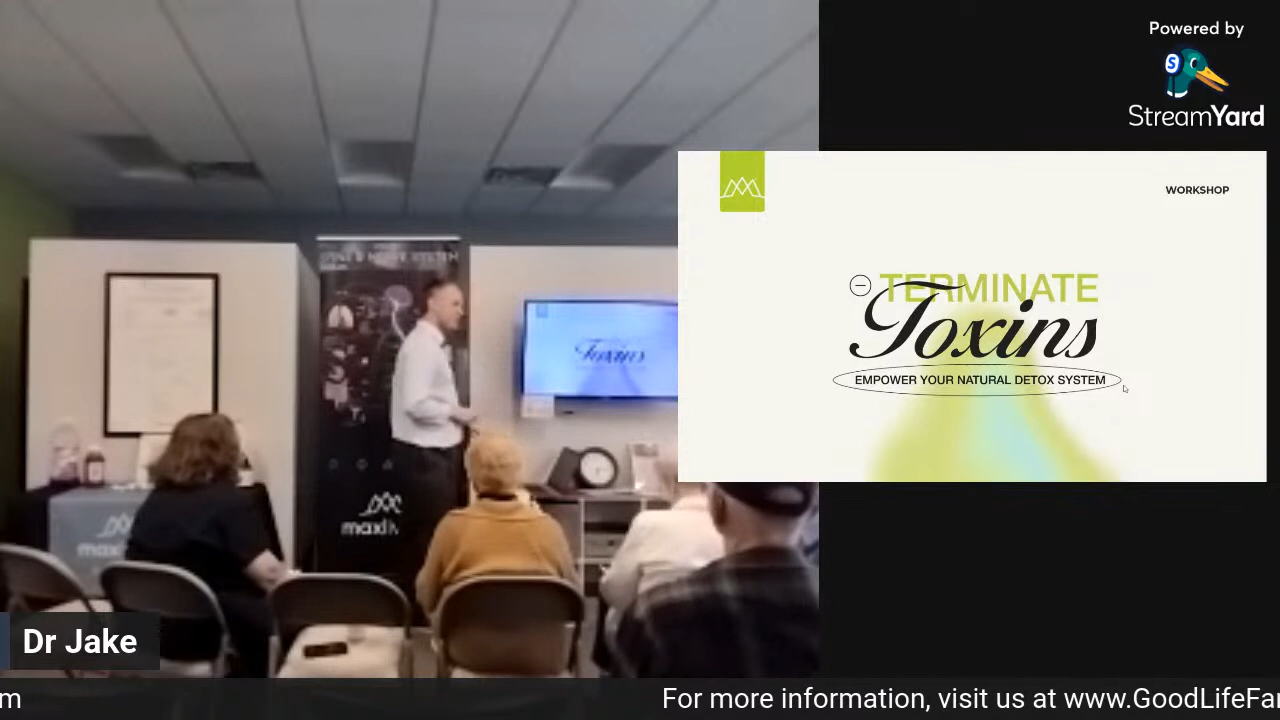 Powered by
StreamYard
WORKSHOP
TERMINATE
Toxins
EMPOWER YOUR NATURAL DETOX SYSTEM
Toxins
Dr Jake
m
For more information, visit us at www.GoodLifeFa